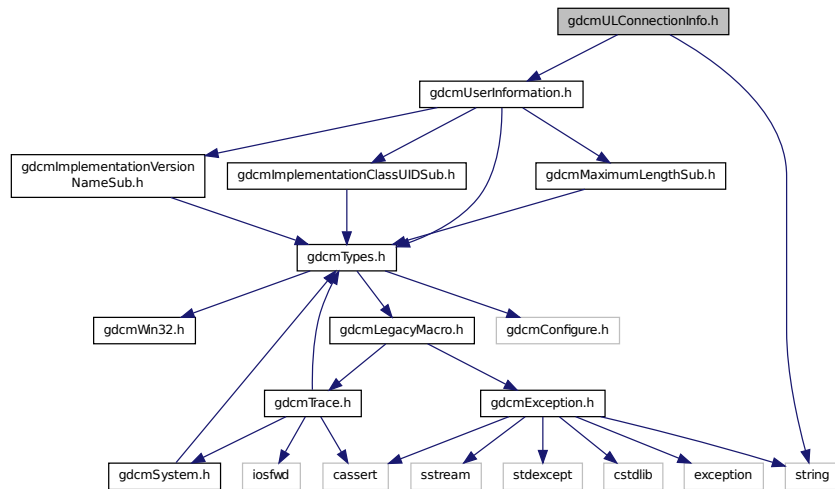 gdcmULConnectionInfo.h
gdcmUserInformation.h
gdcmImplementationVersion
NameSub.h
gdcmImplementationClassUIDSub.h
gdcmMaximumLengthSub.h
gdcmTypes.h
gdcmWin32.h
gdcmLegacyMacro.h
gdcmConfigure.h
gdcmTrace.h
gdcmException.h
gdcmSystem.h
iosfwd
cassert
sstream
stdexcept
cstdlib
exception
string